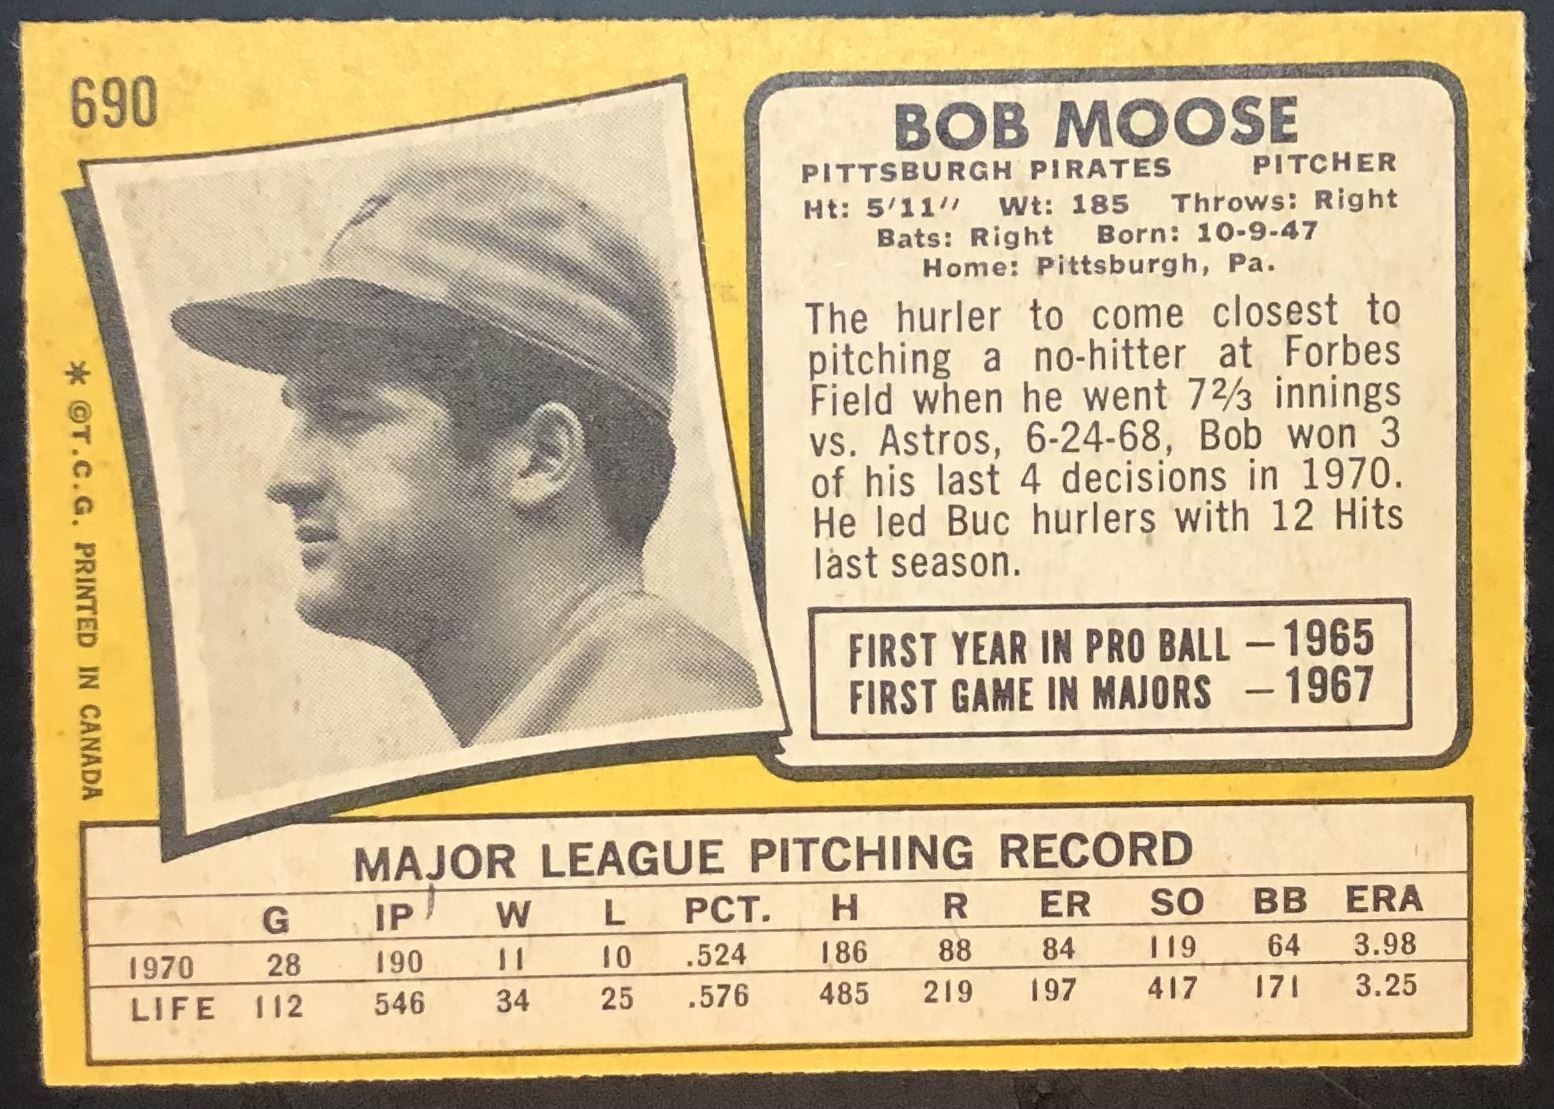 690
BOB MOOSE
PITTSBURGH PIRATES PITCHER
Ht: 5'11" Wt: 185 Throws: Right
Bats: Right Born: 10-9-47
Home: Pittsburgh, Pa.
The hurler to come closest to
pitching a no-hitter at Forbes
Field when he went 7⅔ innings
vs. Astros, 6-24-68, Bob won 3
of his last 4 decisions in 1970.
He led Buc hurlers with 12 Hits
last season.
FIRST YEAR IN PRO BALL — 1965
FIRST GAME IN MAJORS — 1967
* ©T.C.G. PRINTED IN CANADA
MAJOR LEAGUE PITCHING RECORD
G IP W L PCT. H R ER SO BB ERA
1970 28 190 11 10 .524 186 88 84 119 64 3.98
LIFE 112 546 34 25 .576 485 219 197 417 171 3.25